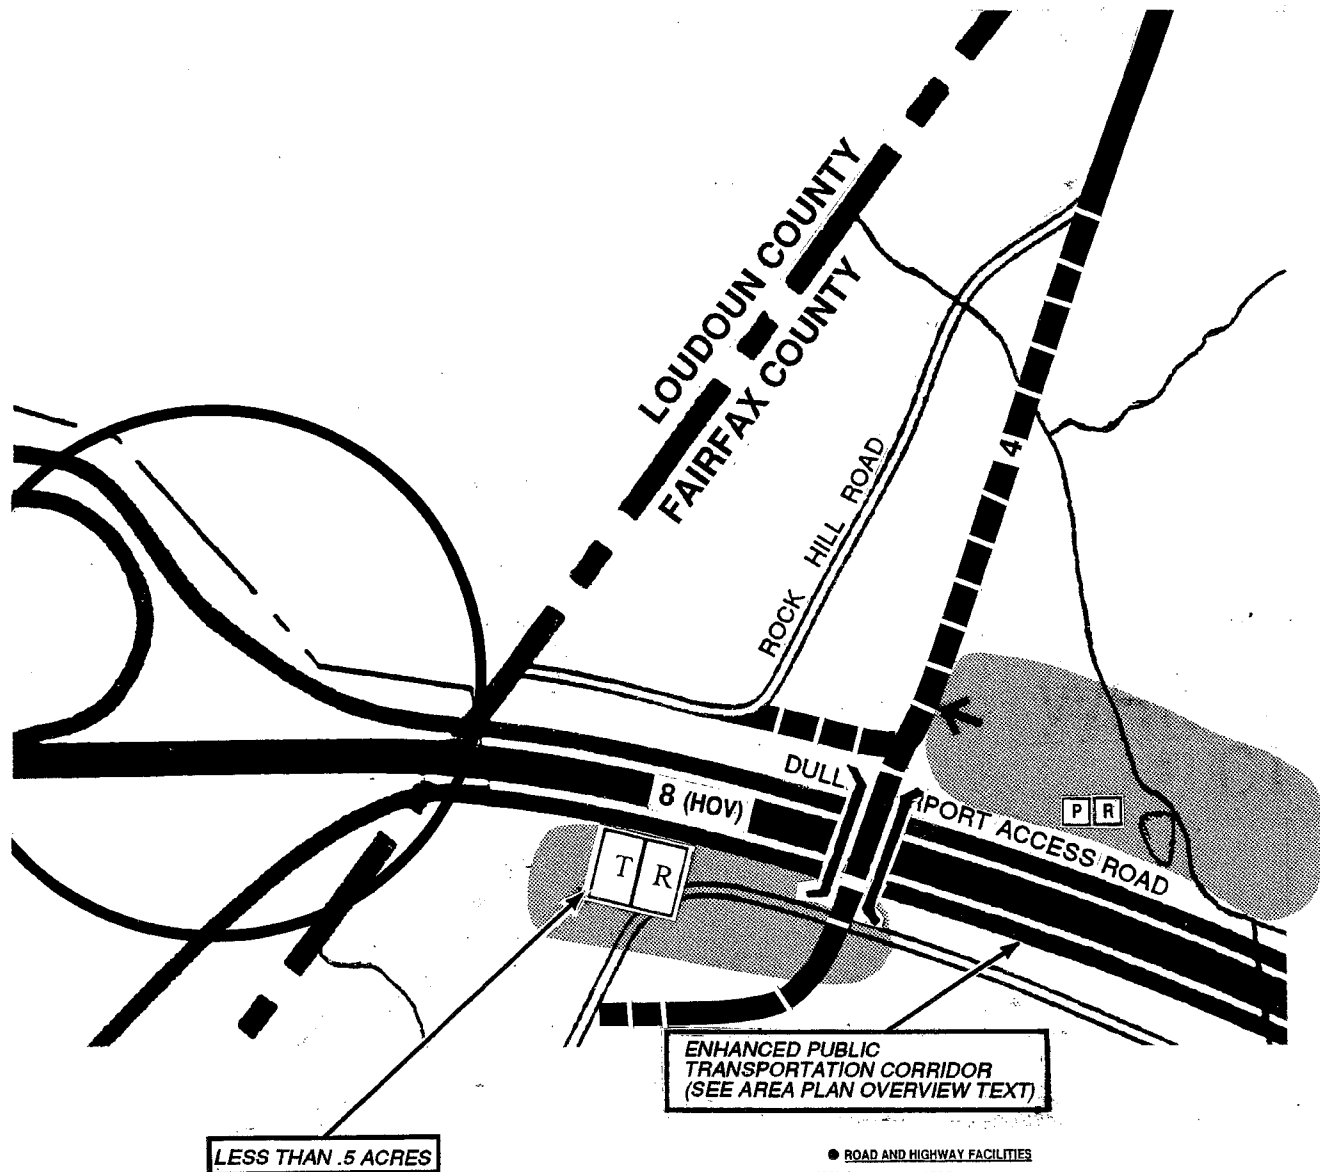 LOUDOUN COUNTY
FAIRFAX COUNTY
ROCK HILL ROAD
4
DULL
RPORT ACCESS ROAD
8 (HOV)
P R
T R
ENHANCED PUBLIC
TRANSPORTATION CORRIDOR
(SEE AREA PLAN OVERVIEW TEXT)
LESS THAN .5 ACRES
● ROAD AND HIGHWAY FACILITIES